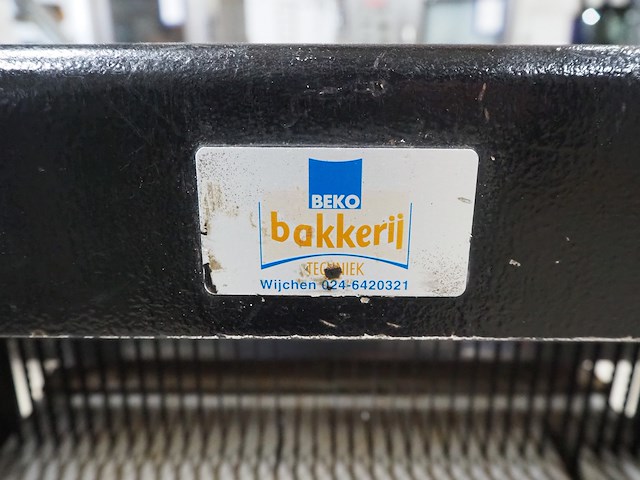 BEKO
bakkerij
TECHNIEK
Wijchen 024-6420321